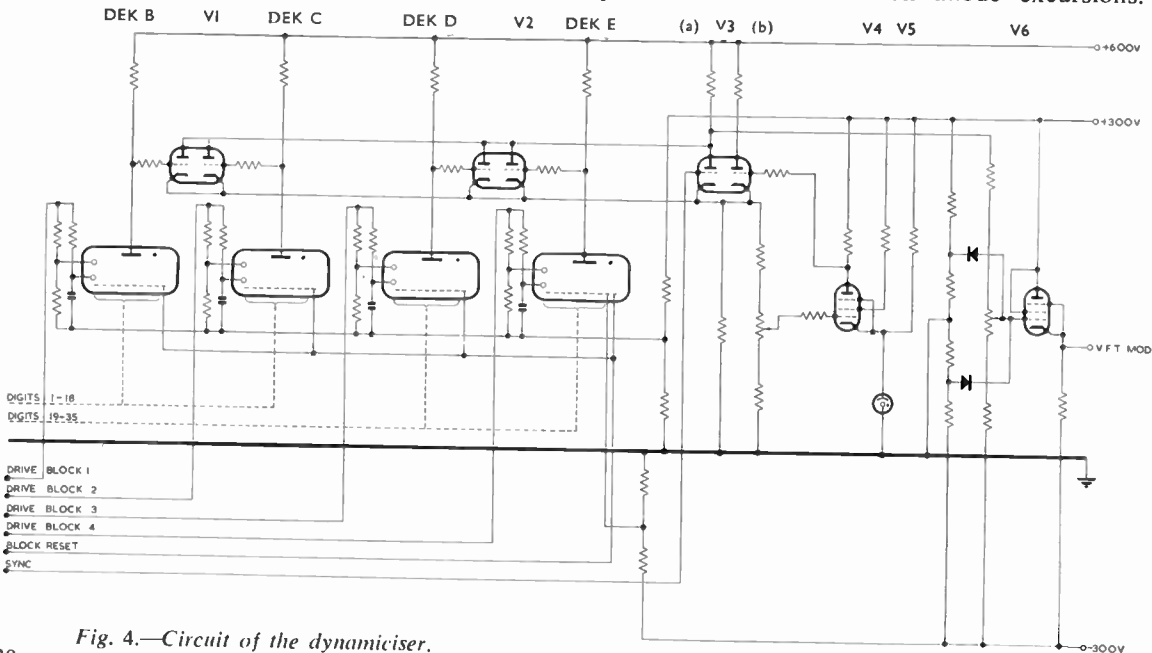 excursions.
DEK B V1 DEK C DEK D V2 DEK E (a) V3 (b) V4 V5 V6
+600V
+300V
VFT MOD
DIGITS 1-18
DIGITS 19-35
DRIVE BLOCK 1
DRIVE BLOCK 2
DRIVE BLOCK 3
DRIVE BLOCK 4
BLOCK RESET
SYNC
Fig. 4.—Circuit of the dynamiciser.
-300V